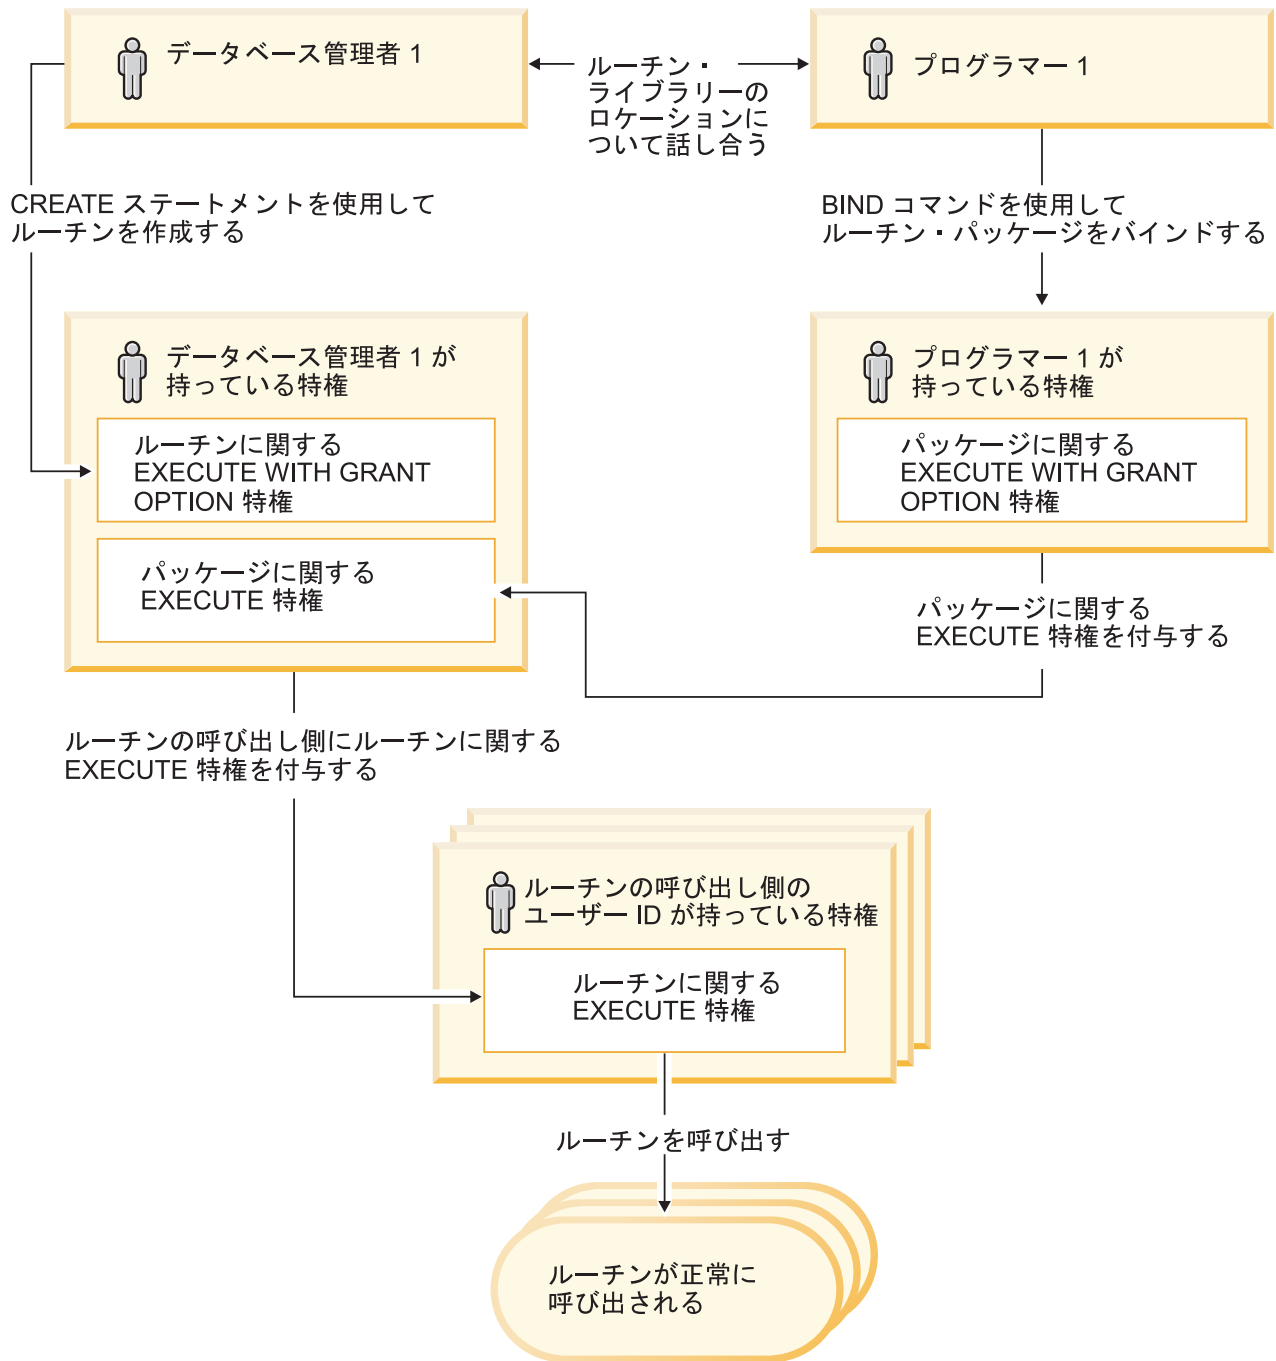 データベース管理者 1
ルーチン・
ライブラリーの
ロケーションに
ついて話し合う
プログラマー 1
CREATE ステートメントを使用して
ルーチンを作成する
BIND コマンドを使用して
ルーチン・パッケージをバインドする
データベース管理者 1 が
持っている特権
ルーチンに関する
EXECUTE WITH GRANT
OPTION 特権
パッケージに関する
EXECUTE 特権
プログラマー 1 が
持っている特権
パッケージに関する
EXECUTE WITH GRANT
OPTION 特権
パッケージに関する
EXECUTE 特権を付与する
ルーチンの呼び出し側にルーチンに関する
EXECUTE 特権を付与する
ルーチンの呼び出し側の
ユーザー ID が持っている特権
ルーチンに関する
EXECUTE 特権
ルーチンを呼び出す
ルーチンが正常に
呼び出される